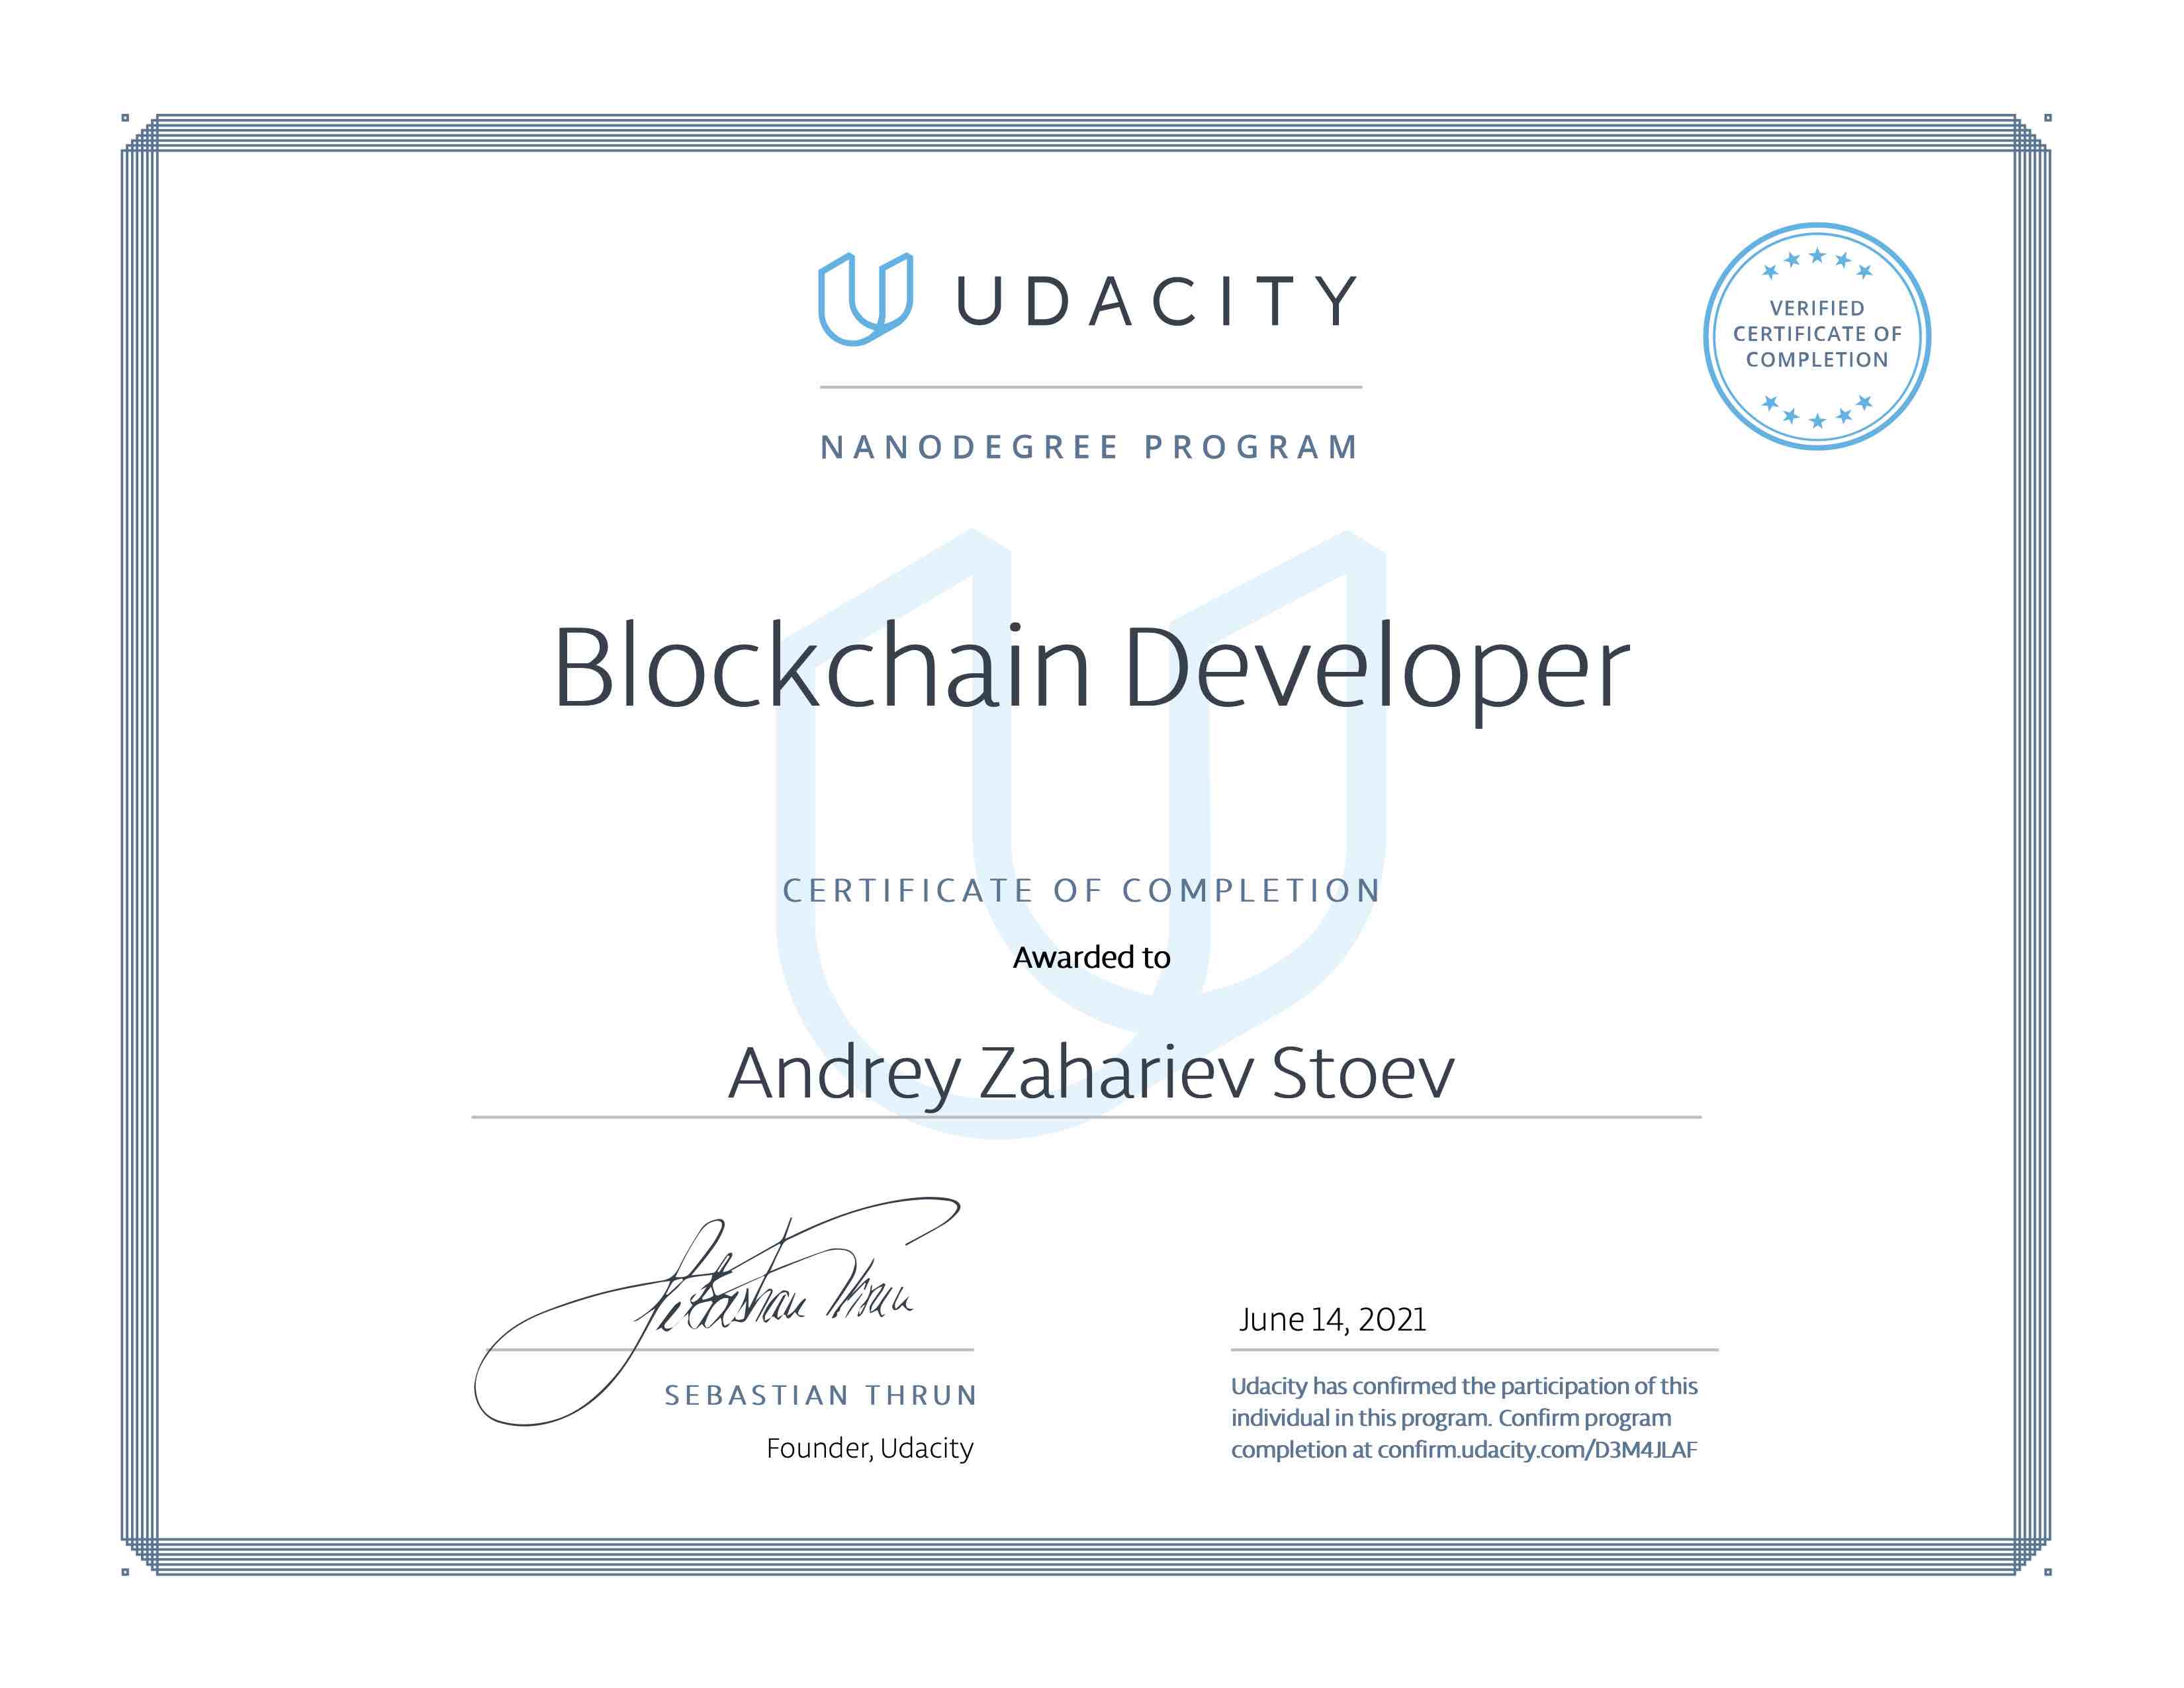 UDACITY
VERIFIED
CERTIFICATE OF
COMPLETION
NANODEGREE PROGRAM
Blockchain Developer
CERTIFICATE OF COMPLETION
Awarded to
Andrey Zahariev Stoev
Sebastian Thrun
SEBASTIAN THRUN
Founder, Udacity
June 14, 2021
Udacity has confirmed the participation of this
individual in this program. Confirm program
completion at confirm.udacity.com/D3M4JLAF